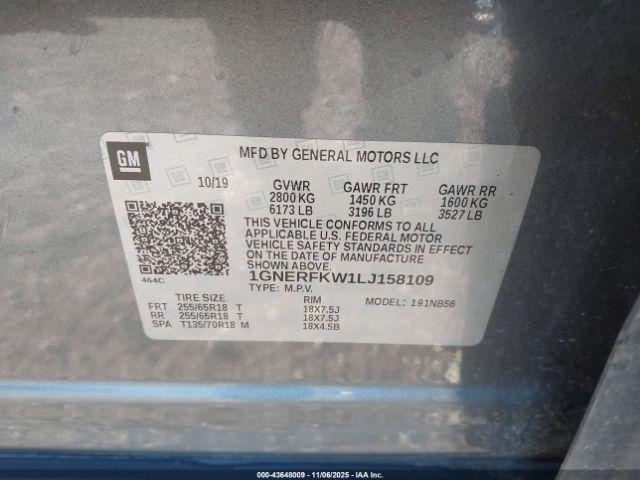 GM
MFD BY GENERAL MOTORS LLC
10/19 GVWR GAWR FRT GAWR RR
2800 KG 1450 KG 1600 KG
6173 LB 3196 LB 3527 LB
THIS VEHICLE CONFORMS TO ALL
APPLICABLE U.S. FEDERAL MOTOR
VEHICLE SAFETY STANDARDS IN EFFECT
ON THE DATE OF MANUFACTURE
SHOWN ABOVE.
464C
1GNERFKW1LJ158109
TYPE: M.P.V. MODEL: 191NB56
TIRE SIZE RIM
FRT 255/65R18 T 18X7.5J
RR 255/65R18 T 18X7.5J
SPA T135/70R18 M 18X4.5B
000-43648009 - 11/06/2025 - IAAI.COM